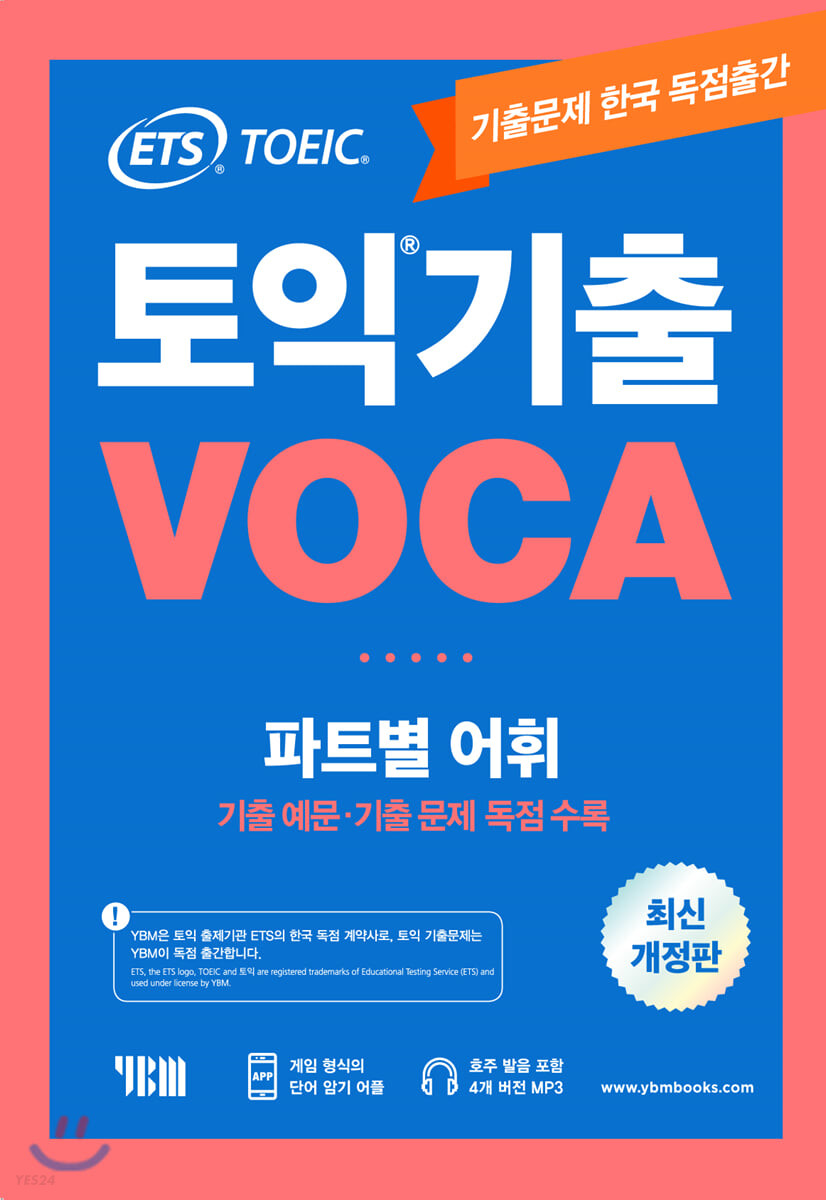 기출문제 한국 독점출간
ETS® TOEIC®
토익®기출
VOCA
파트별 어휘
기출 예문·기출 문제 독점 수록
최신
개정판
!
YBM은 토익 출제기관 ETS의 한국 독점 계약사로, 토익 기출문제는
YBM이 독점 출간합니다.
ETS, the ETS logo, TOEIC and 토익 are registered trademarks of Educational Testing Service (ETS) and
used under license by YBM.
YBM
APP
게임 형식의
단어 암기 어플
호주 발음 포함
4개 버전 MP3
www.ybmbooks.com
YES24